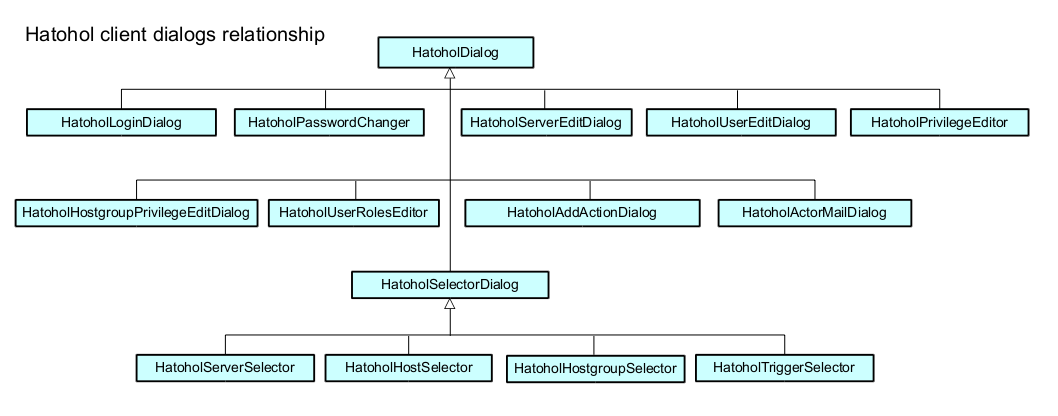 Hatohol client dialogs relationship
HatoholDialog
HatoholLoginDialog
HatoholPasswordChanger
HatoholServerEditDialog
HatoholUserEditDialog
HatoholPrivilegeEditor
HatoholHostgroupPrivilegeEditDialog
HatoholUserRolesEditor
HatoholAddActionDialog
HatoholActorMailDialog
HatoholSelectorDialog
HatoholServerSelector
HatoholHostSelector
HatoholHostgroupSelector
HatoholTriggerSelector